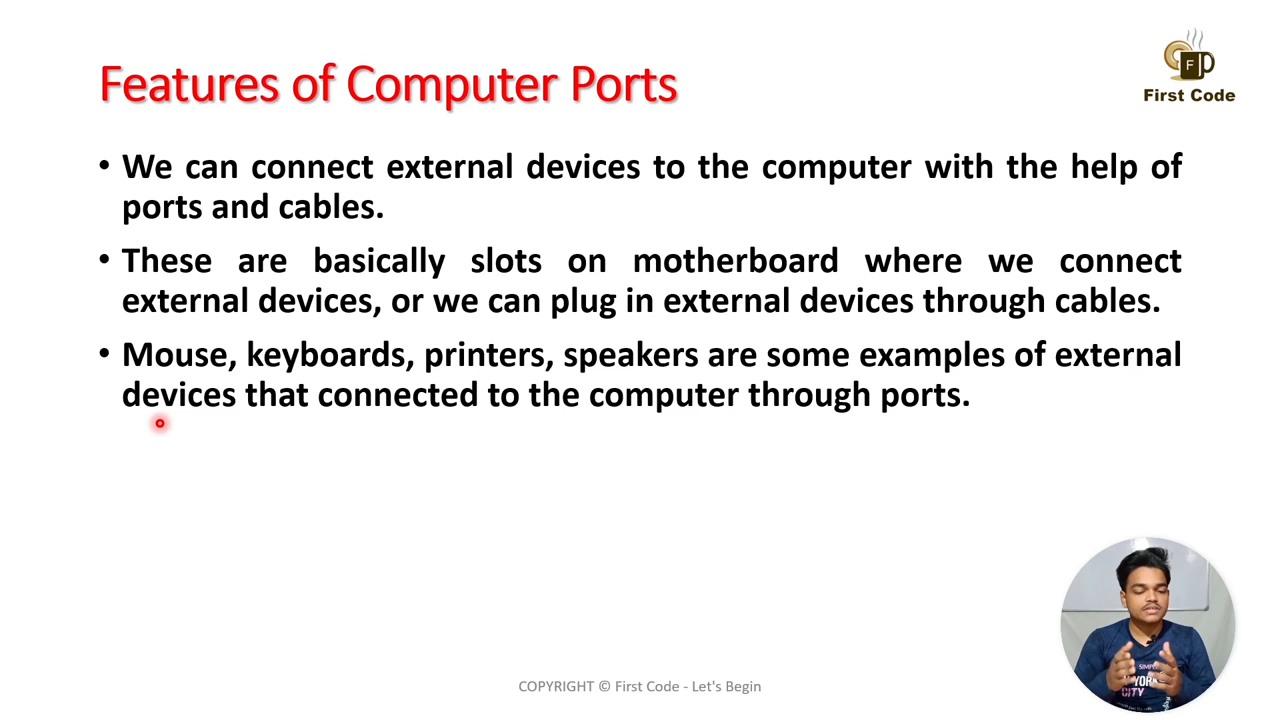 Features of Computer Ports
F
First Code
• We can connect external devices to the computer with the help of
ports and cables.
• These are basically slots on motherboard where we connect
external devices, or we can plug in external devices through cables.
• Mouse, keyboards, printers, speakers are some examples of external
devices that connected to the computer through ports.
COPYRIGHT © First Code - Let's Begin
CITY